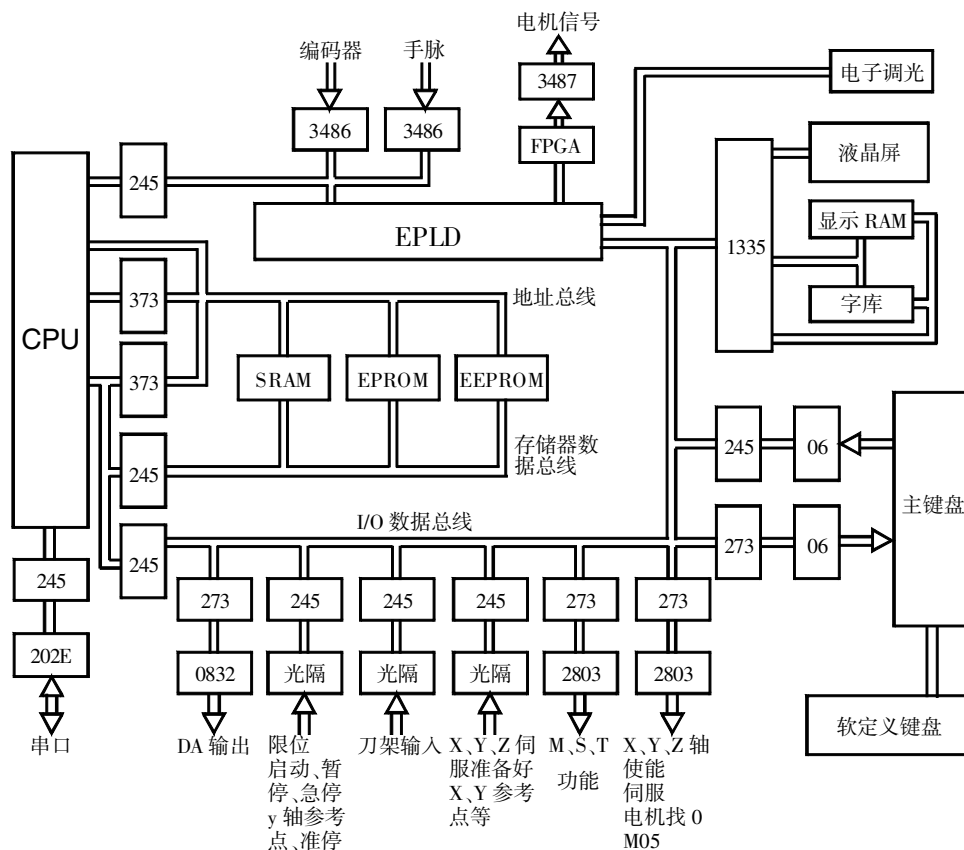 编码器
手脉
电机信号
3486
3486
3487
电子调光
FPGA
液晶屏
245
EPLD
显示 RAM
1335
字库
CPU
373
地址总线
373
SRAM
EPROM
EEPROM
存储器数
据总线
245
245
06
主键盘
I/O 数据总线
245
273
06
245
273
245
245
245
273
273
202E
0832
光隔
光隔
光隔
2803
2803
软定义键盘
串口
DA 输出
限位
启动、暂
停、急停
y 轴参考
点、准停
刀架输入
X、Y、Z 伺
服准备好
X、Y 参考
点等
M、S、T
功能
X、Y、Z 轴
使能
伺服
电机找 0
M05